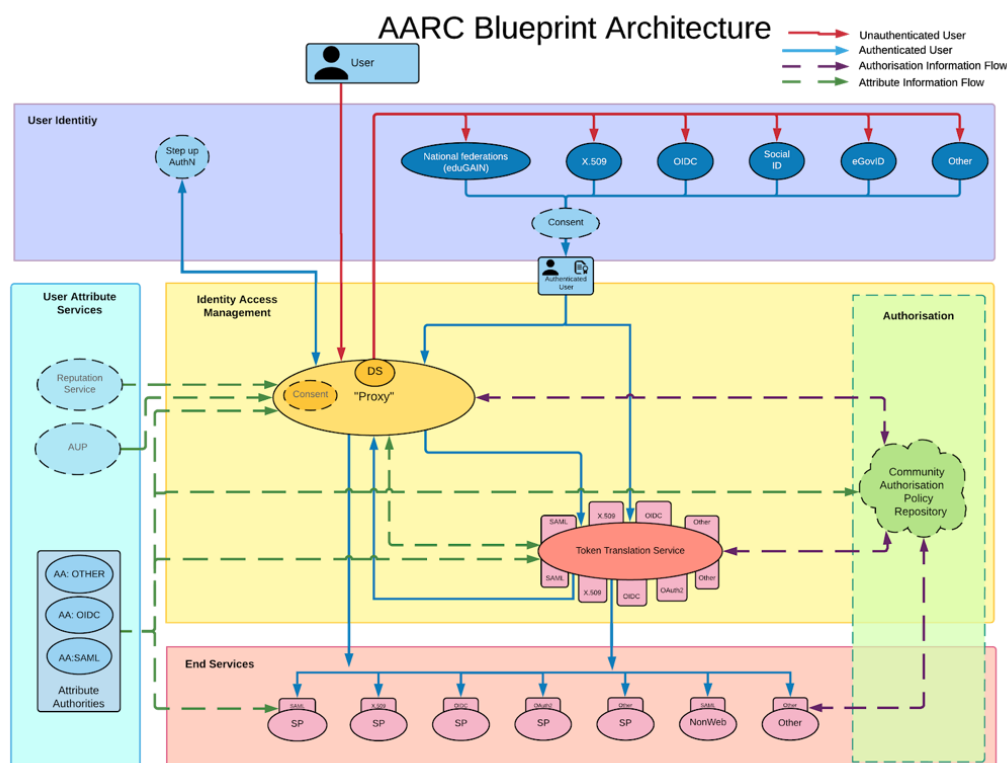 AARC Blueprint Architecture
Unauthenticated User
Authenticated User
Authorisation Information Flow
Attribute Information Flow
User
User Identitiy
Step up
AuthN
National federations
(eduGAIN)
X.509
OIDC
Social
ID
eGovID
Other
Consent
Authenticated
User
User Attribute
Services
Identity Access
Management
Authorisation
Reputation
Service
AUP
DS
Consent
"Proxy"
Community
Authorisation
Policy
Repository
SAML
X.509
OIDC
Other
Token Translation Service
SAML
X.509
OIDC
OAuth2
Other
AA: OTHER
AA: OIDC
AA:SAML
Attribute
Authorities
End Services
SAML
SP
X.509
SP
OIDC
SP
OAuth2
SP
Other
SP
SAML
NonWeb
Other
Other